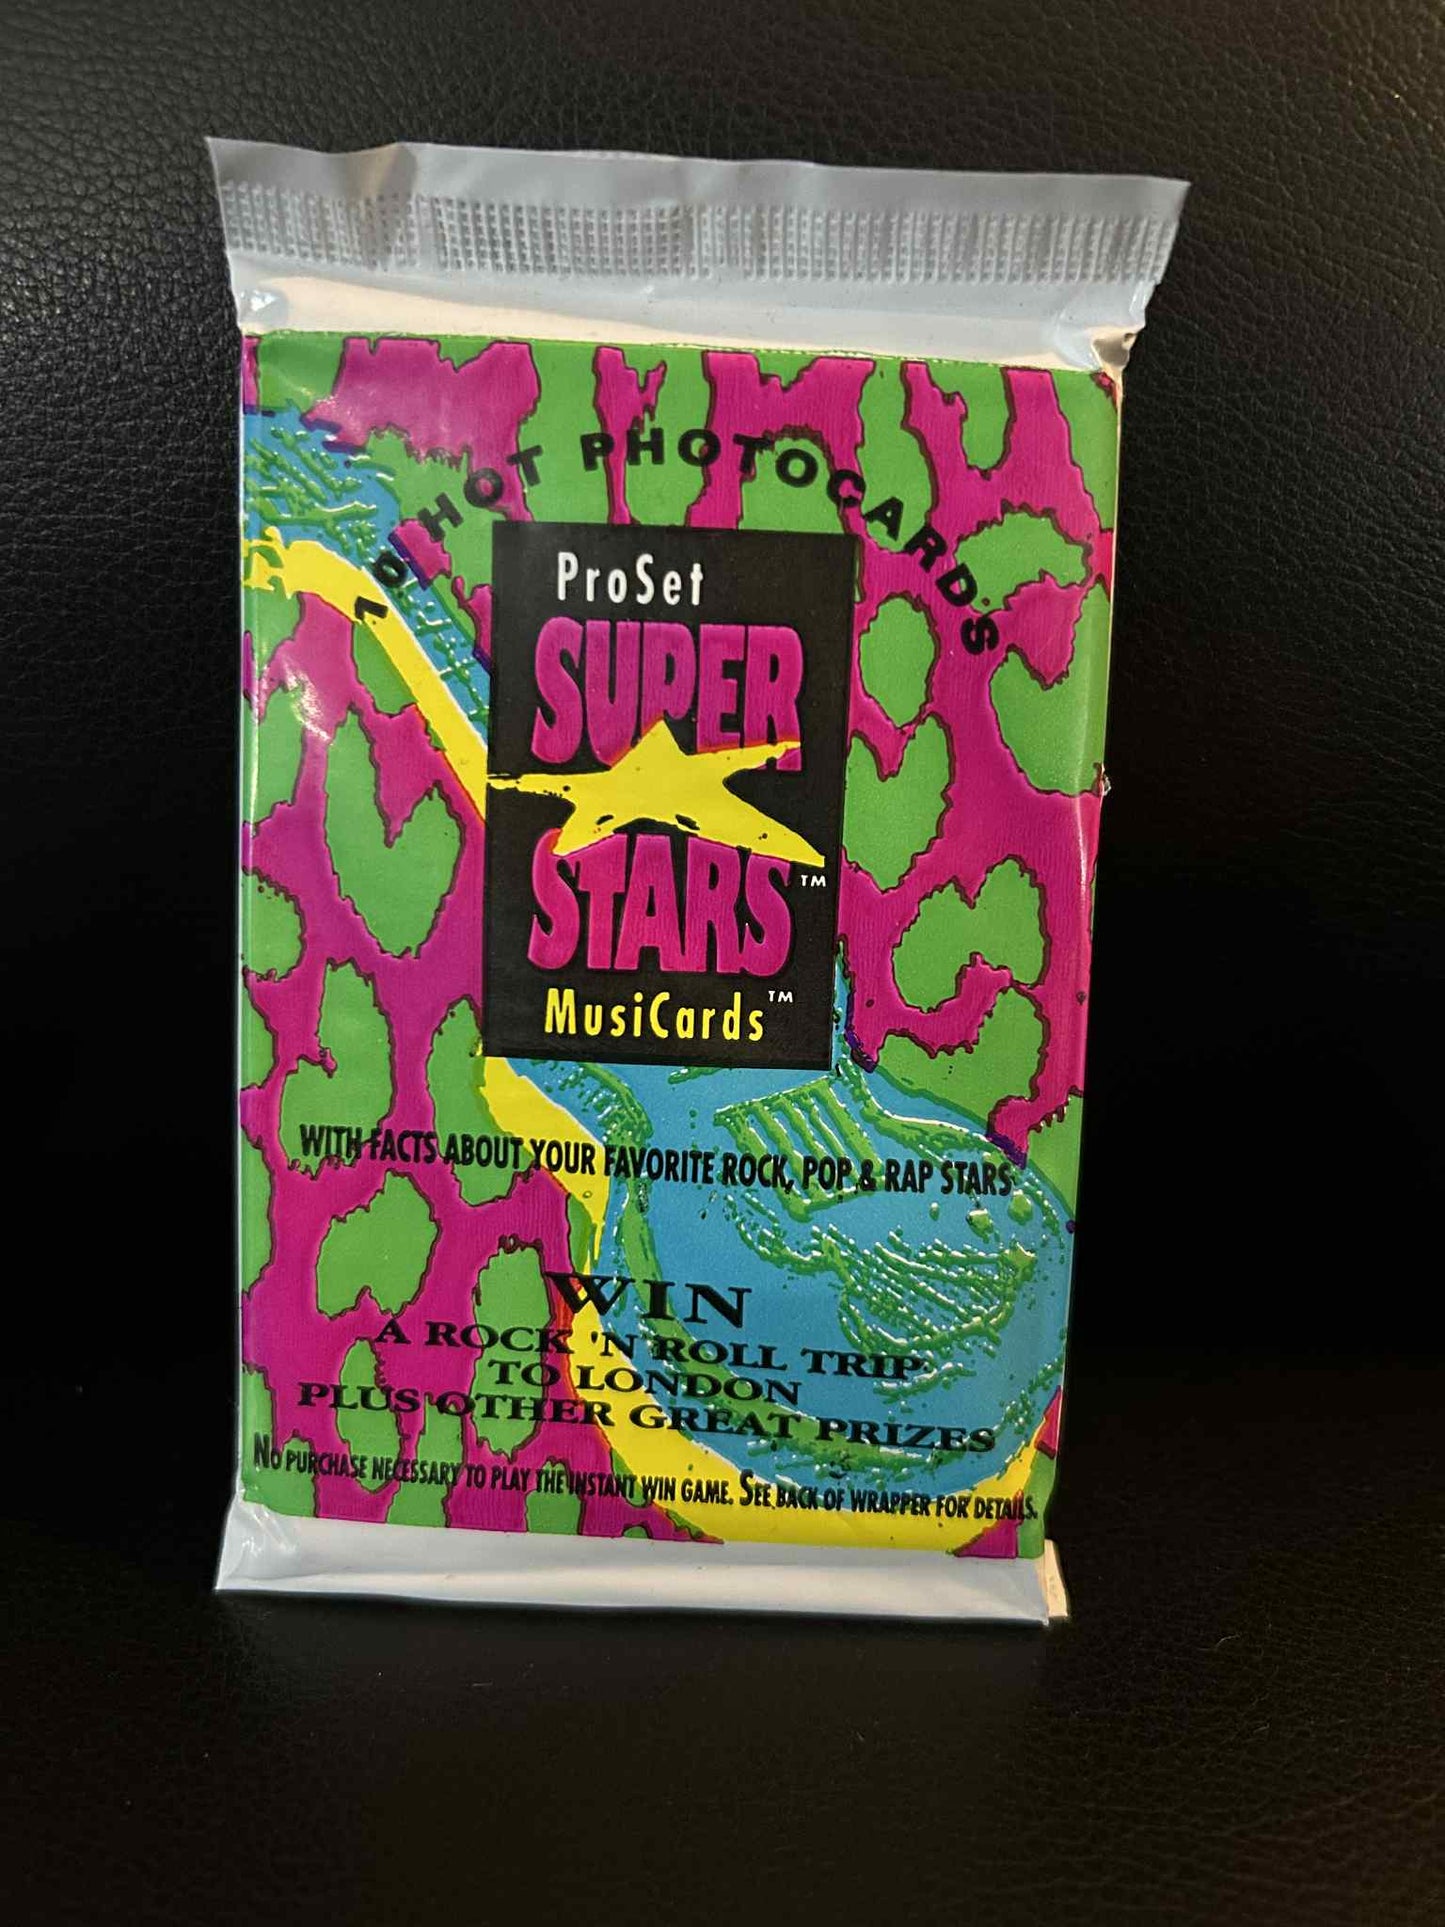 10 HOT PHOTOCARDS
ProSet
SUPER
STARS™
MusiCards™
WITH FACTS ABOUT YOUR FAVORITE ROCK, POP & RAP STARS
WIN
A ROCK 'N ROLL TRIP
TO LONDON
PLUS OTHER GREAT PRIZES
NO PURCHASE NECESSARY TO PLAY THE INSTANT WIN GAME. SEE BACK OF WRAPPER FOR DETAILS.